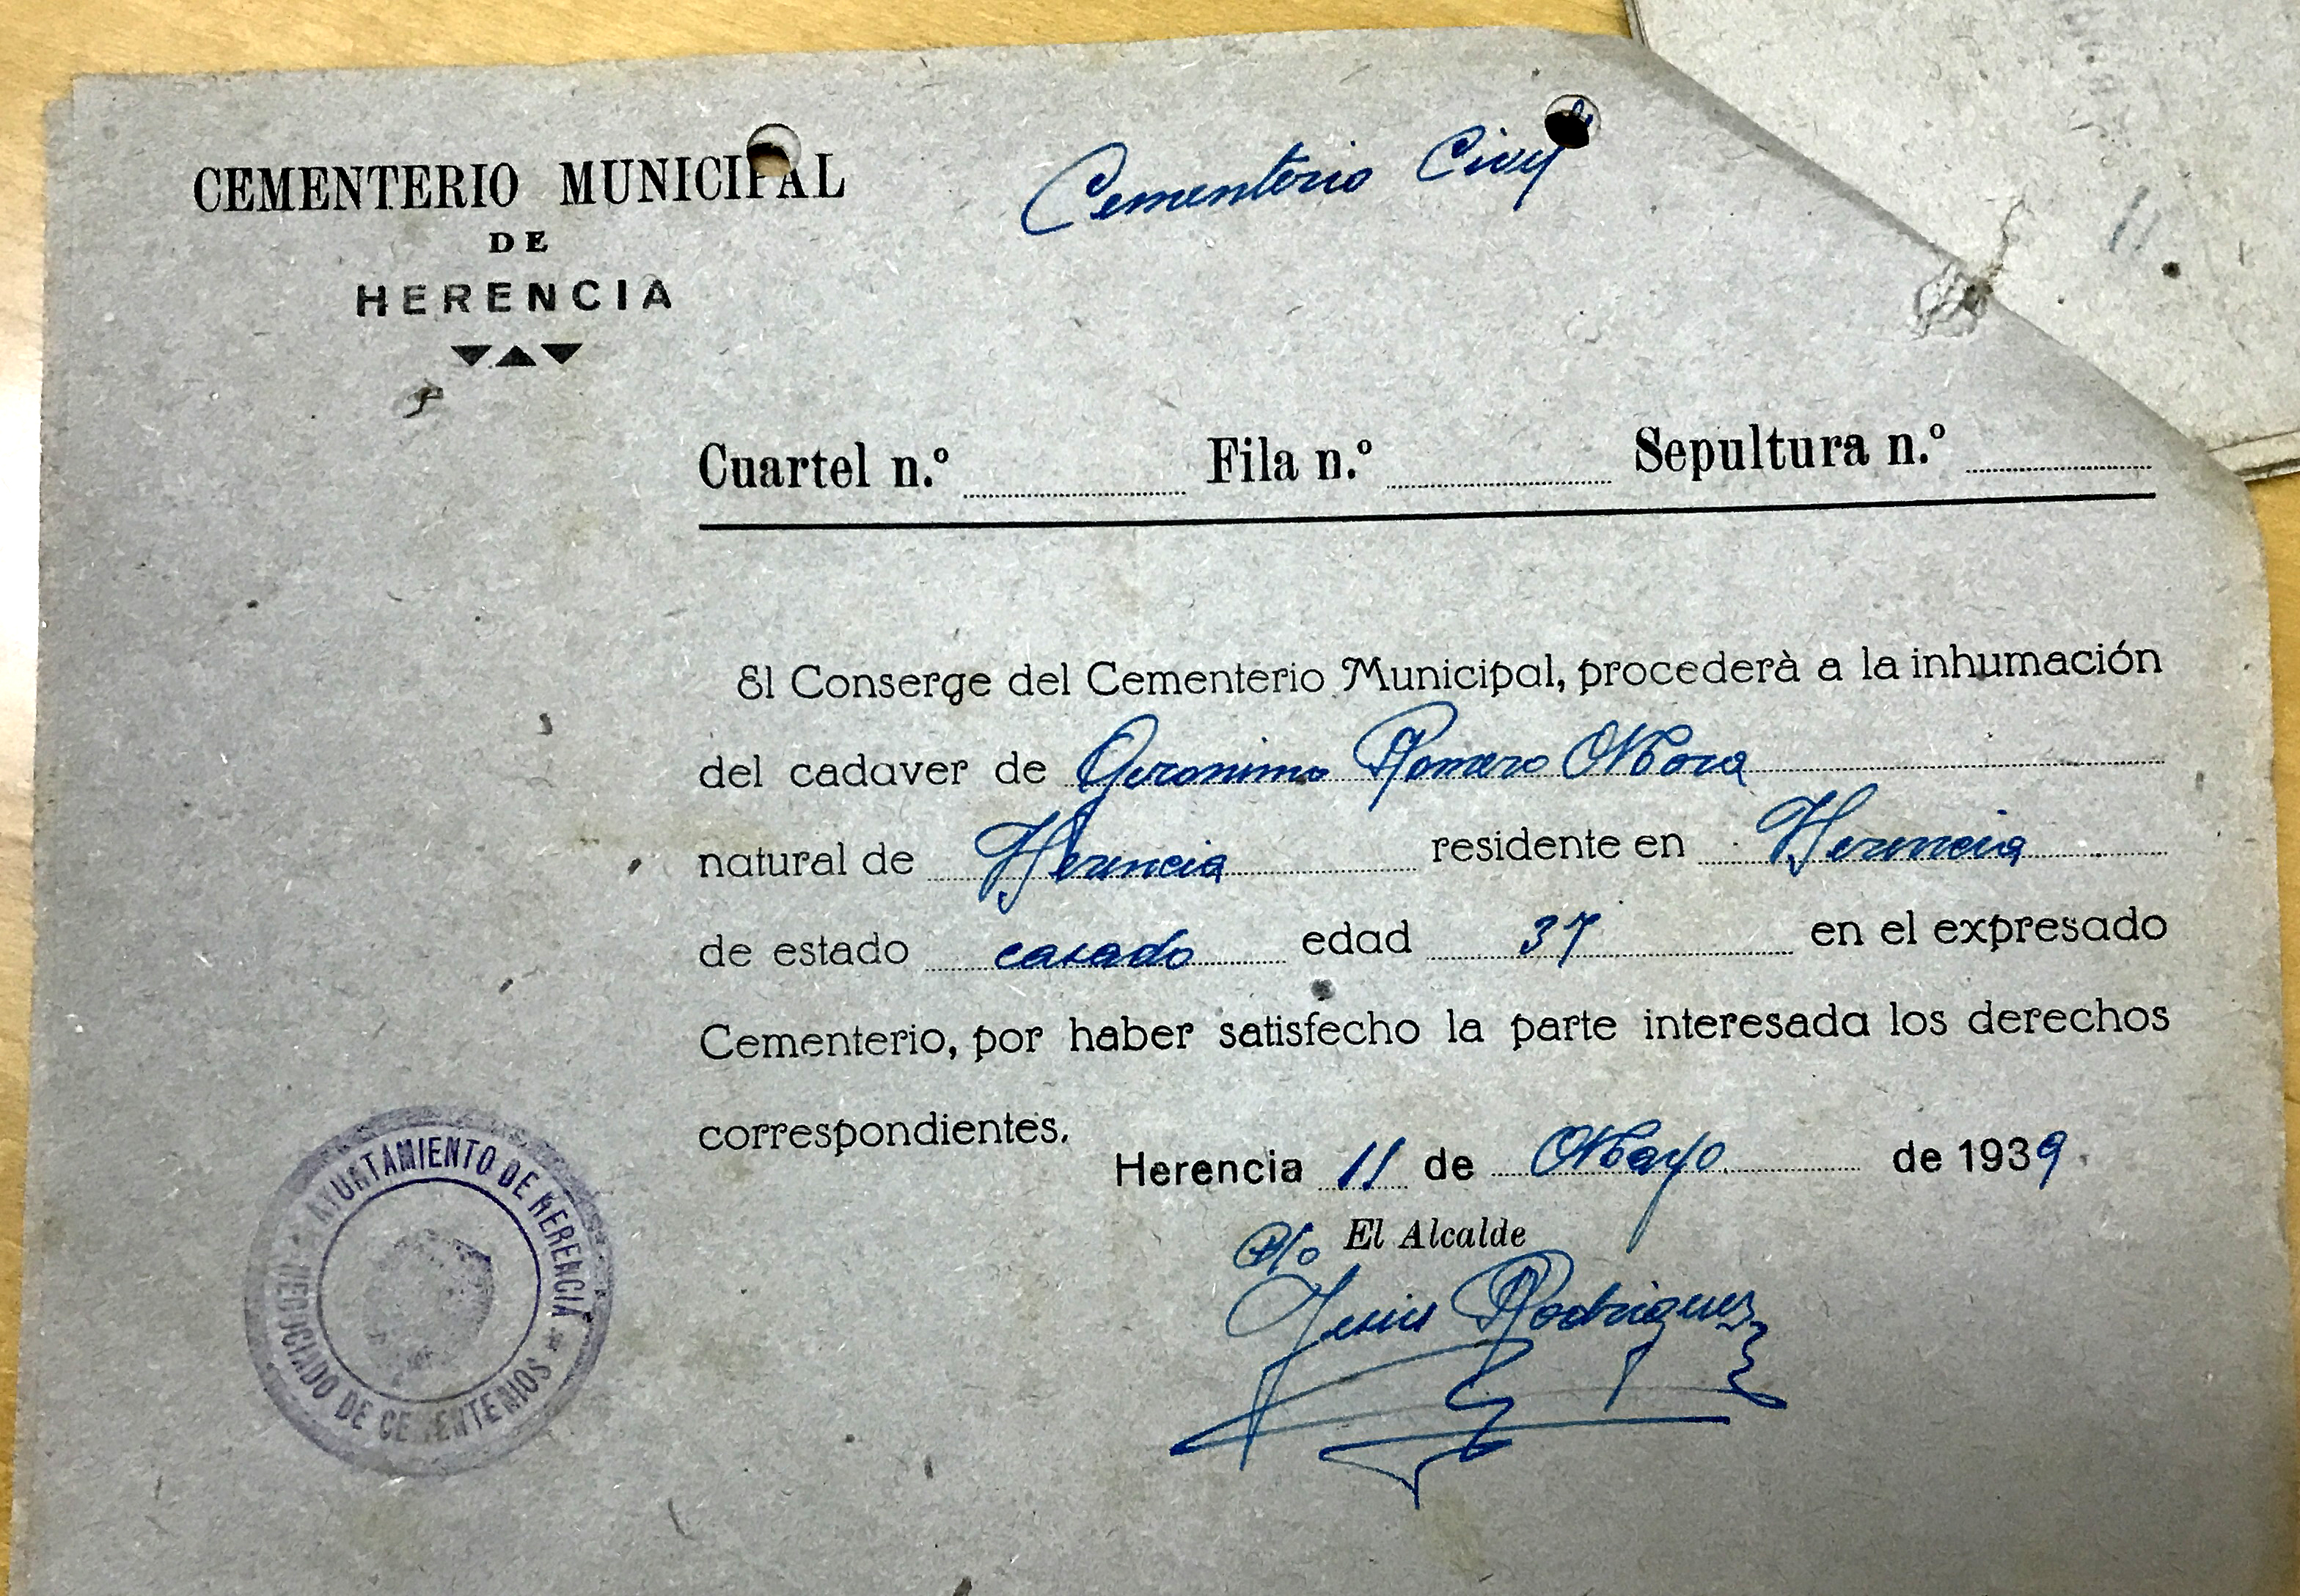 CEMENTERIO MUNICIPAL
DE
HERENCIA
Cementerio Civil
Cuartel n.º Fila n.º Sepultura n.º
El Conserge del Cementerio Municipal, procederà a la inhumación
del cadaver de Geronimo Romero Mora
natural de Herencia residente en Herencia
de estado casado edad 37 en el expresado
Cementerio, por haber satisfecho la parte interesada los derechos
correspondientes.
Herencia 11 de Mayo de 1939.
P/o El Alcalde
Jesus Rodriguez
AYUNTAMIENTO DE HERENCIA
NEGOCIADO DE CEMENTERIOS
11.